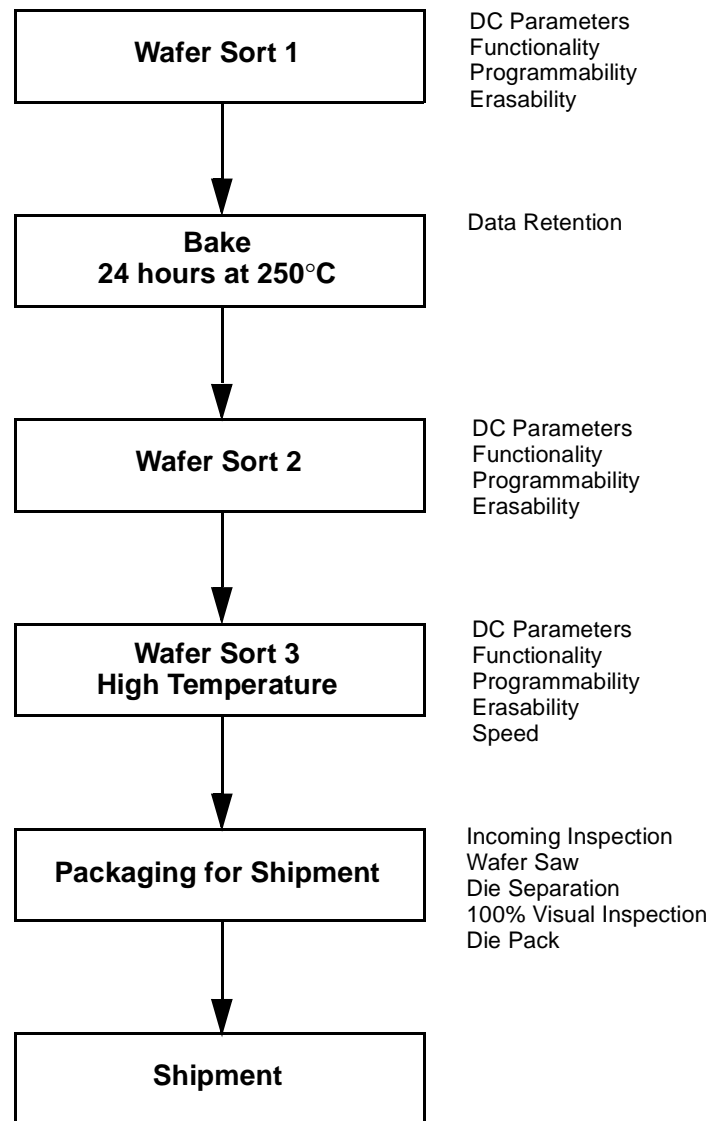 Wafer Sort 1
DC Parameters
Functionality
Programmability
Erasability
Bake
24 hours at 250°C
Data Retention
Wafer Sort 2
DC Parameters
Functionality
Programmability
Erasability
Wafer Sort 3
High Temperature
DC Parameters
Functionality
Programmability
Erasability
Speed
Packaging for Shipment
Incoming Inspection
Wafer Saw
Die Separation
100% Visual Inspection
Die Pack
Shipment